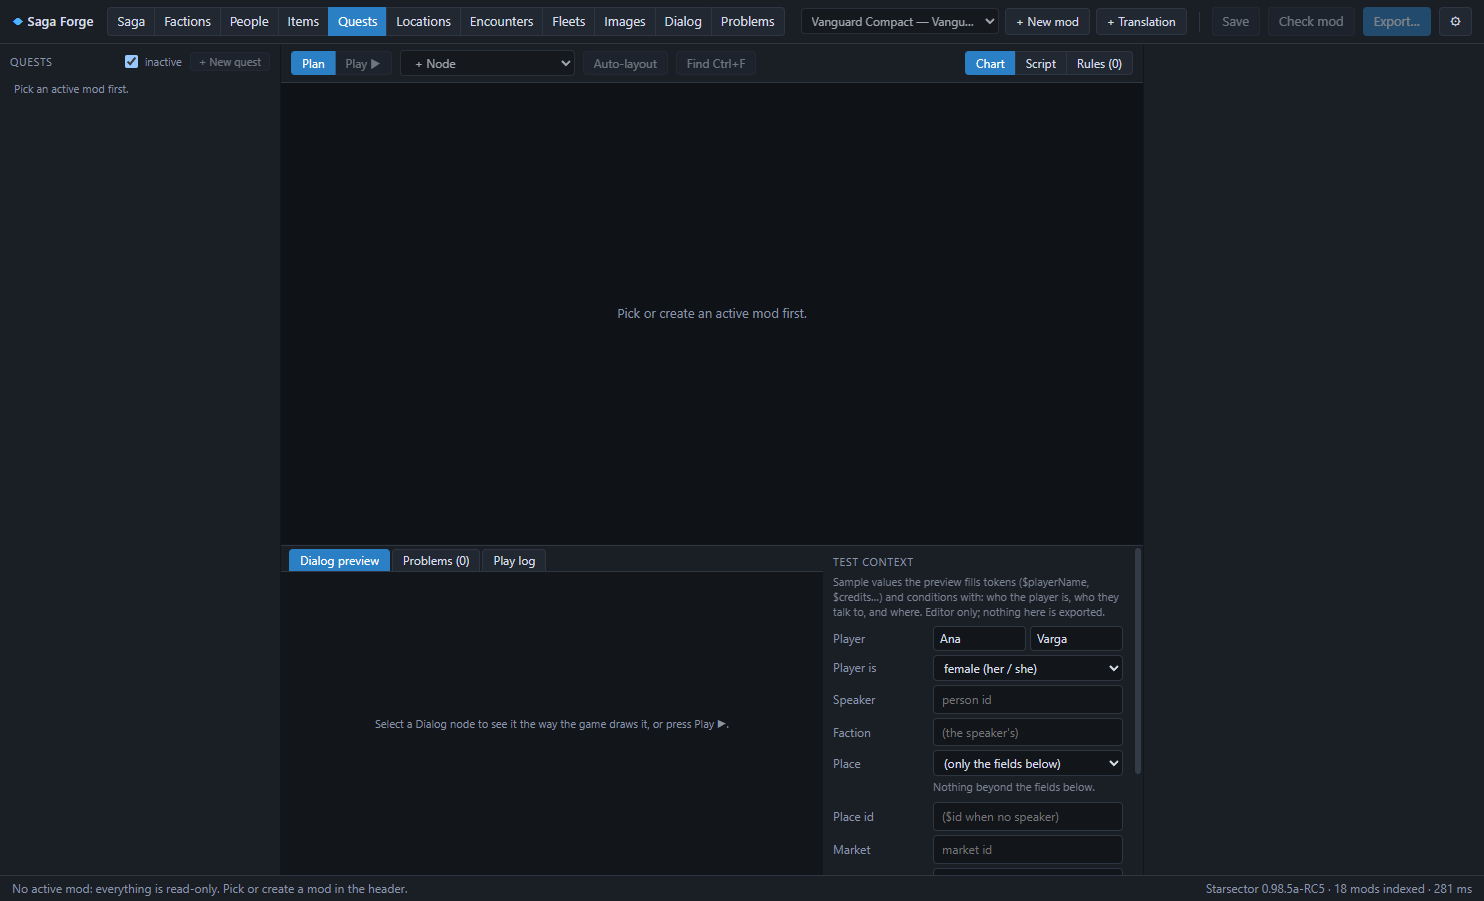 Saga Forge
Saga Factions People Items Quests Locations Encounters Fleets Images Dialog Problems
Vanguard Compact — Vangu...
+ New mod
+ Translation
Save
Check mod
Export...
QUESTS
inactive
+ New quest
Pick an active mod first.
Plan
Play ▶
+ Node
Auto-layout
Find Ctrl+F
Chart
Script
Rules (0)
Pick or create an active mod first.
Dialog preview
Problems (0)
Play log
Select a Dialog node to see it the way the game draws it, or press Play ▶.
TEST CONTEXT
Sample values the preview fills tokens ($playerName,
$credits...) and conditions with: who the player is, who they
talk to, and where. Editor only; nothing here is exported.
Player
Ana
Varga
Player is
female (her / she)
Speaker
person id
Faction
(the speaker's)
Place
(only the fields below)
Nothing beyond the fields below.
Place id
($id when no speaker)
Market
market id
No active mod: everything is read-only. Pick or create a mod in the header.
Starsector 0.98.5a-RC5 · 18 mods indexed · 281 ms